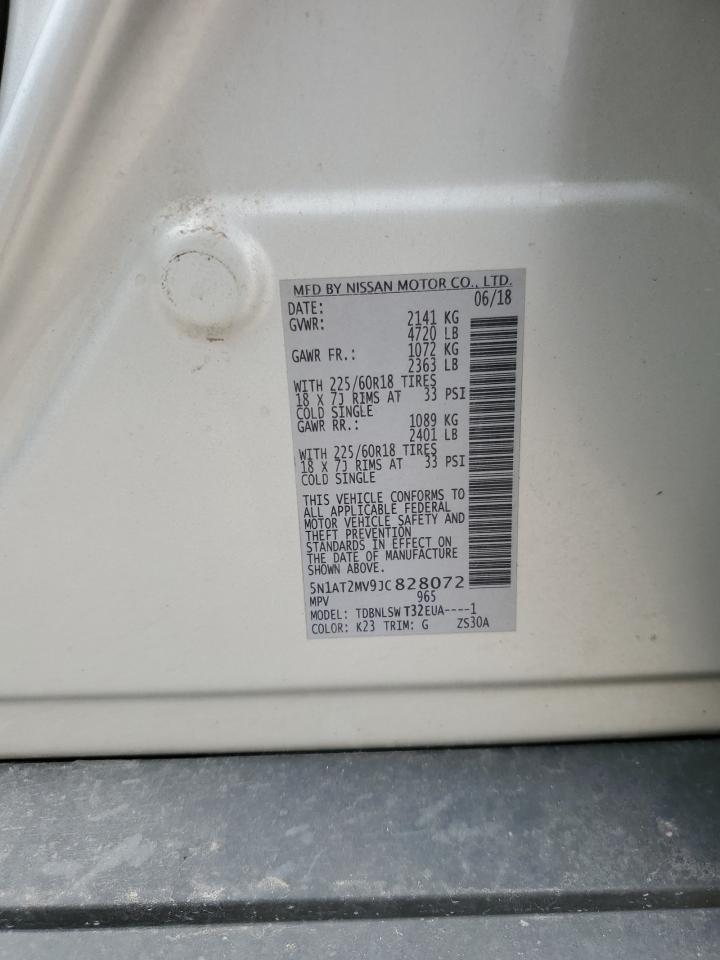 MFD BY NISSAN MOTOR CO., LTD.
DATE: 06/18
GVWR: 2141 KG
4720 LB
GAWR FR.: 1072 KG
2363 LB
WITH 225/60R18 TIRES
18 X 7J RIMS AT 33 PSI
COLD SINGLE
GAWR RR.: 1089 KG
2401 LB
WITH 225/60R18 TIRES
18 X 7J RIMS AT 33 PSI
COLD SINGLE
THIS VEHICLE CONFORMS TO
ALL APPLICABLE FEDERAL
MOTOR VEHICLE SAFETY AND
THEFT PREVENTION
STANDARDS IN EFFECT ON
THE DATE OF MANUFACTURE
SHOWN ABOVE.
5N1AT2MV9JC828072
MPV 965
MODEL: TDBNLSW T32EUA----1
COLOR: K23 TRIM: G ZS30A